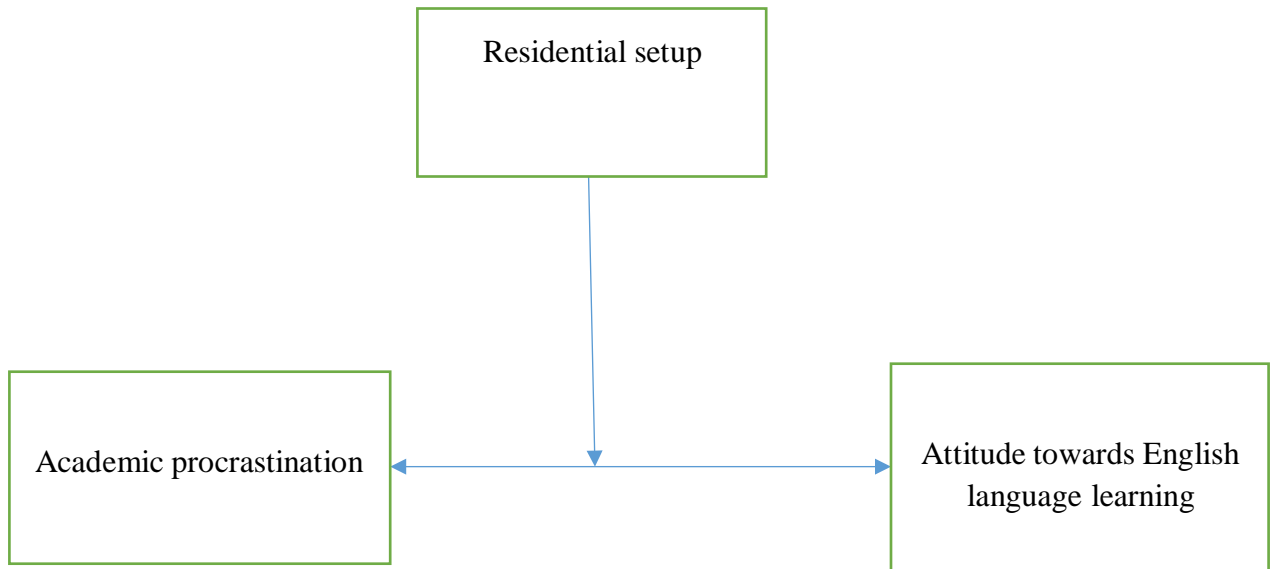 Residential setup
Academic procrastination
Attitude towards English
language learning